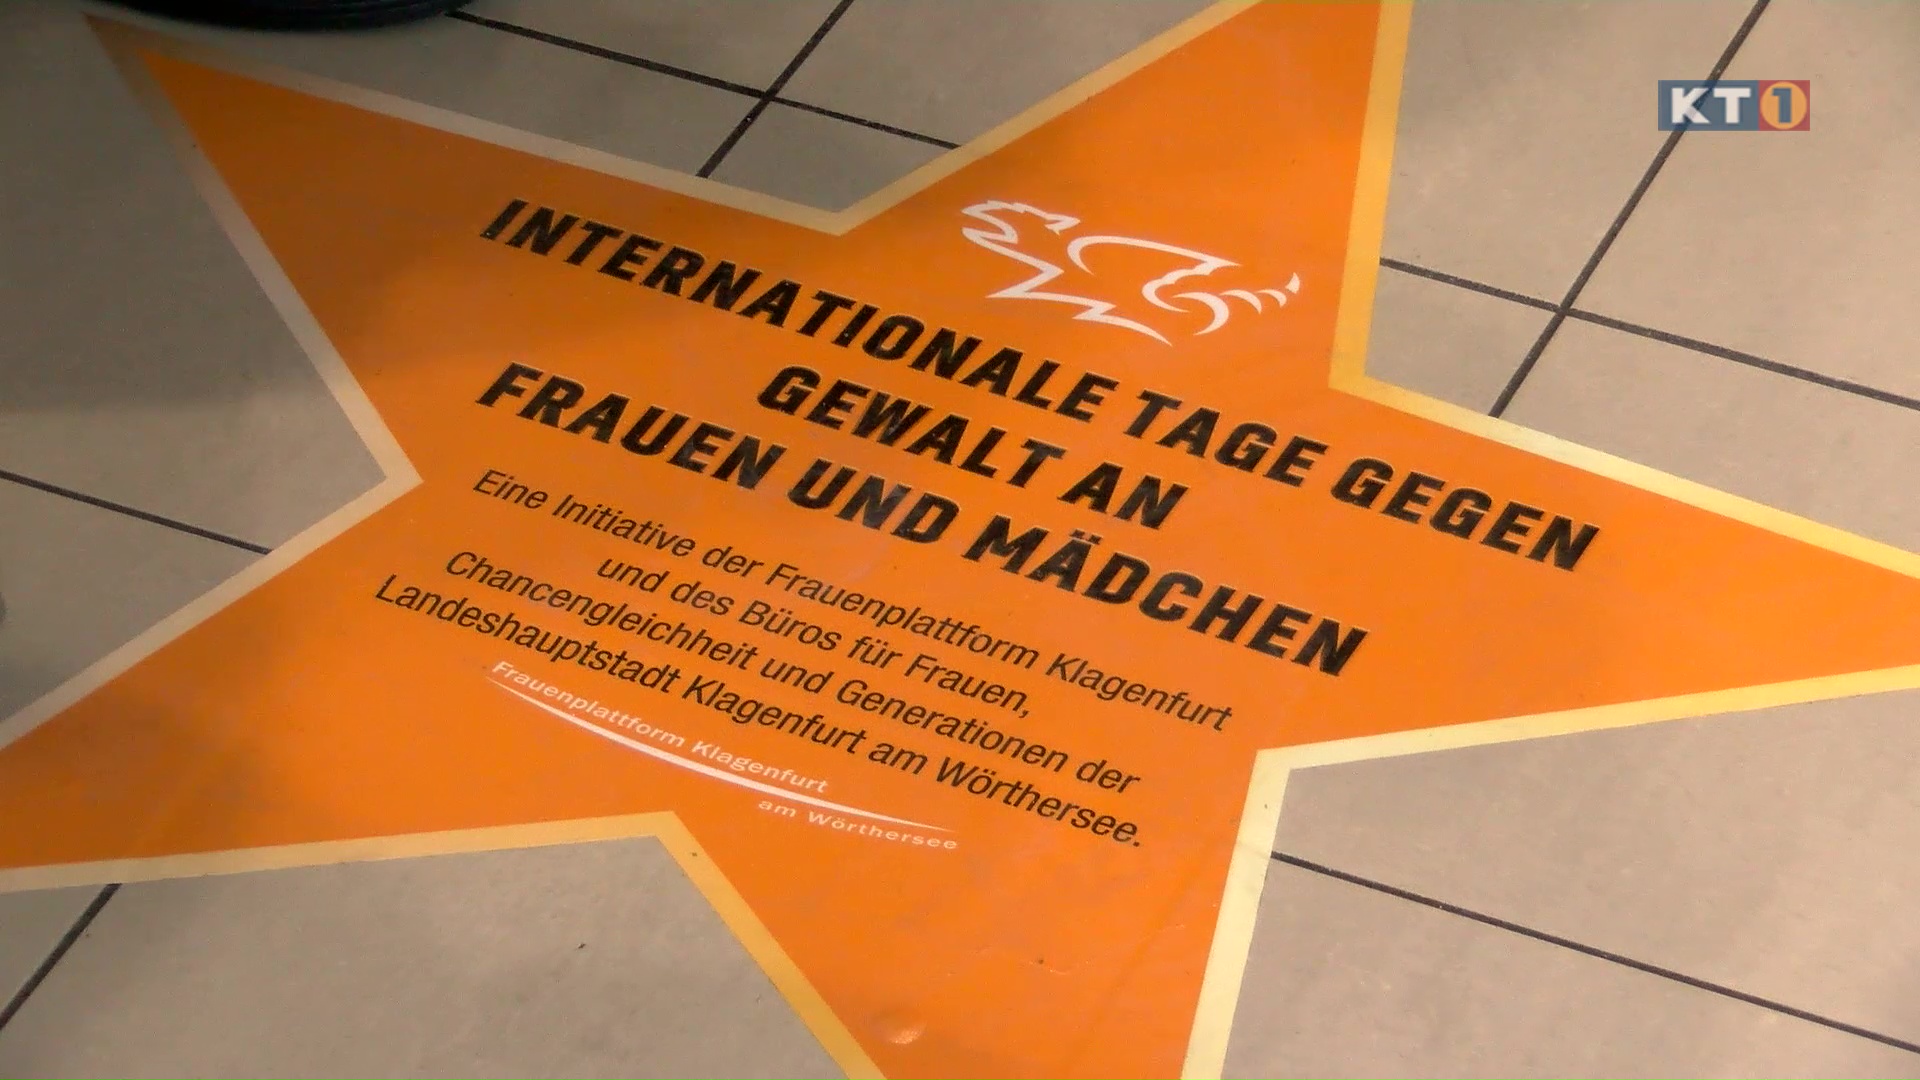 KT1
INTERNATIONALE TAGE GEGEN
GEWALT AN
FRAUEN UND MÄDCHEN
Eine Initiative der Frauenplattform Klagenfurt
und des Büros für Frauen,
Chancengleichheit und Generationen der
Landeshauptstadt Klagenfurt am Wörthersee.
Frauenplattform Klagenfurt
am Wörthersee